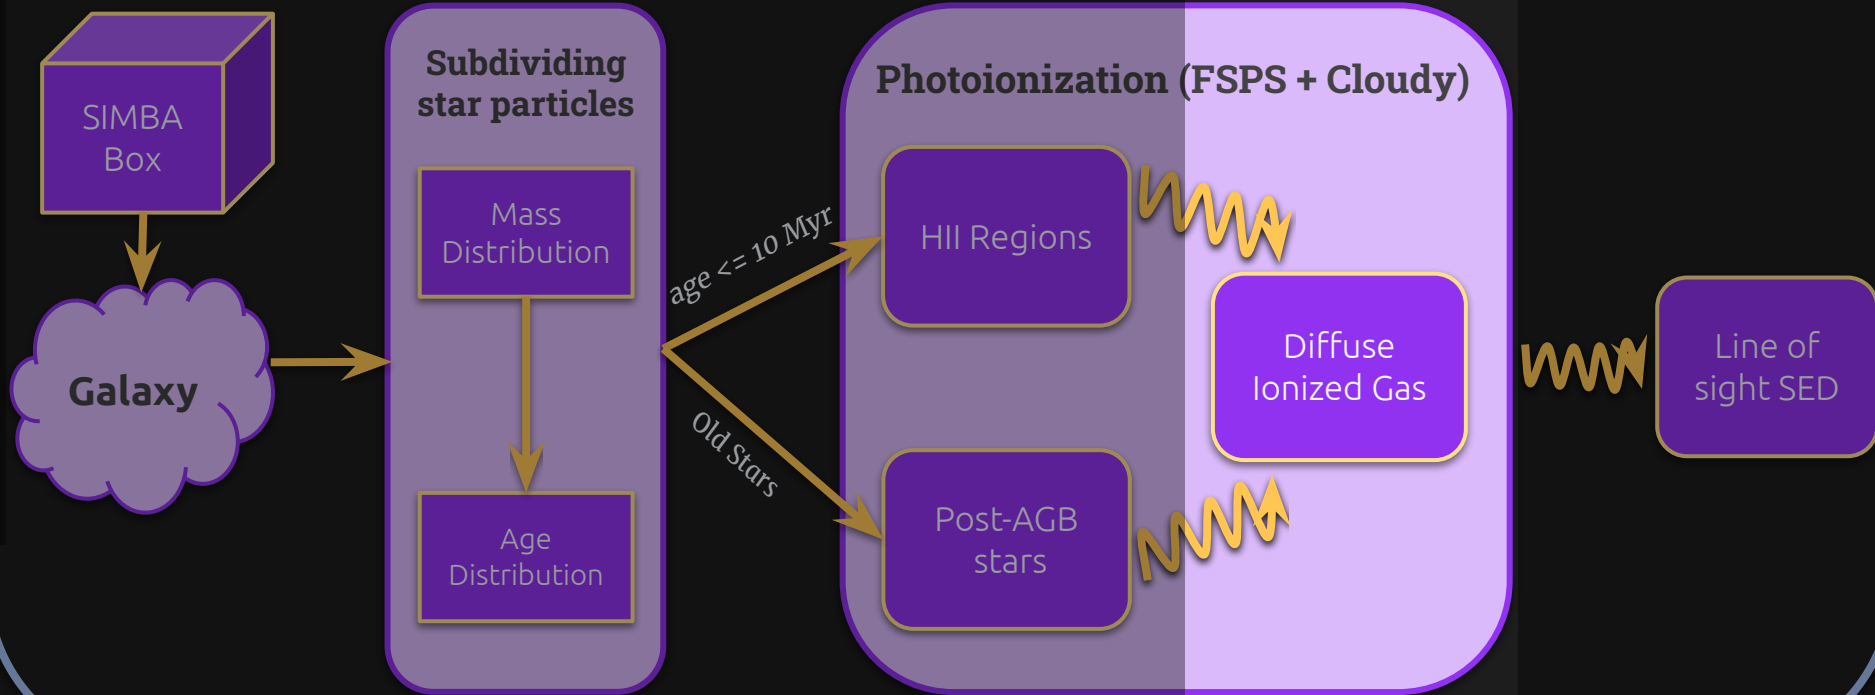 SIMBA
Box
Galaxy
Subdividing
star particles
Mass
Distribution
Age
Distribution
age <= 10 Myr
Old Stars
Photoionization (FSPS + Cloudy)
HII Regions
Post-AGB
stars
Diffuse
Ionized Gas
Line of
sight SED